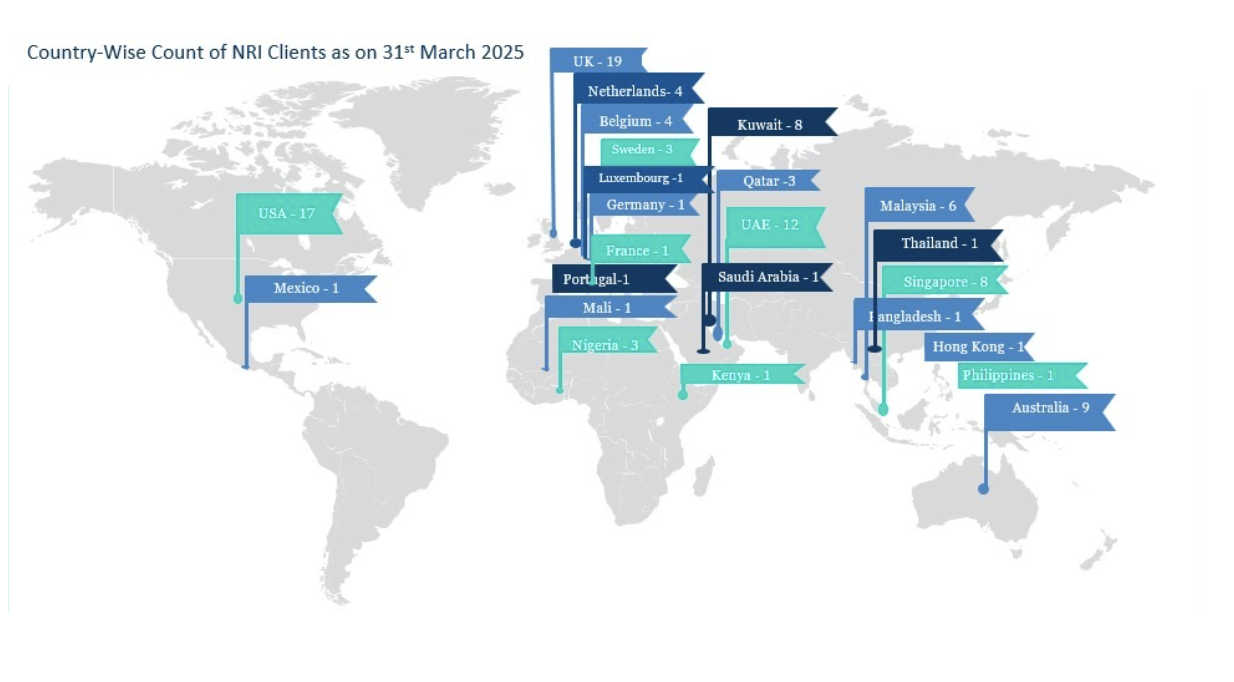 Country-Wise Count of NRI Clients as on 31st March 2025
UK - 19
Netherlands- 4
Belgium - 4
Kuwait - 8
Sweden - 3
Luxembourg -1
Qatar -3
Germany - 1
Malaysia - 6
USA - 17
UAE - 12
Thailand - 1
France - 1
Portugal-1
Saudi Arabia - 1
Singapore - 8
Mexico - 1
Mali - 1
Bangladesh - 1
Nigeria - 3
Hong Kong - 1
Kenya - 1
Philippines - 1
Australia - 9